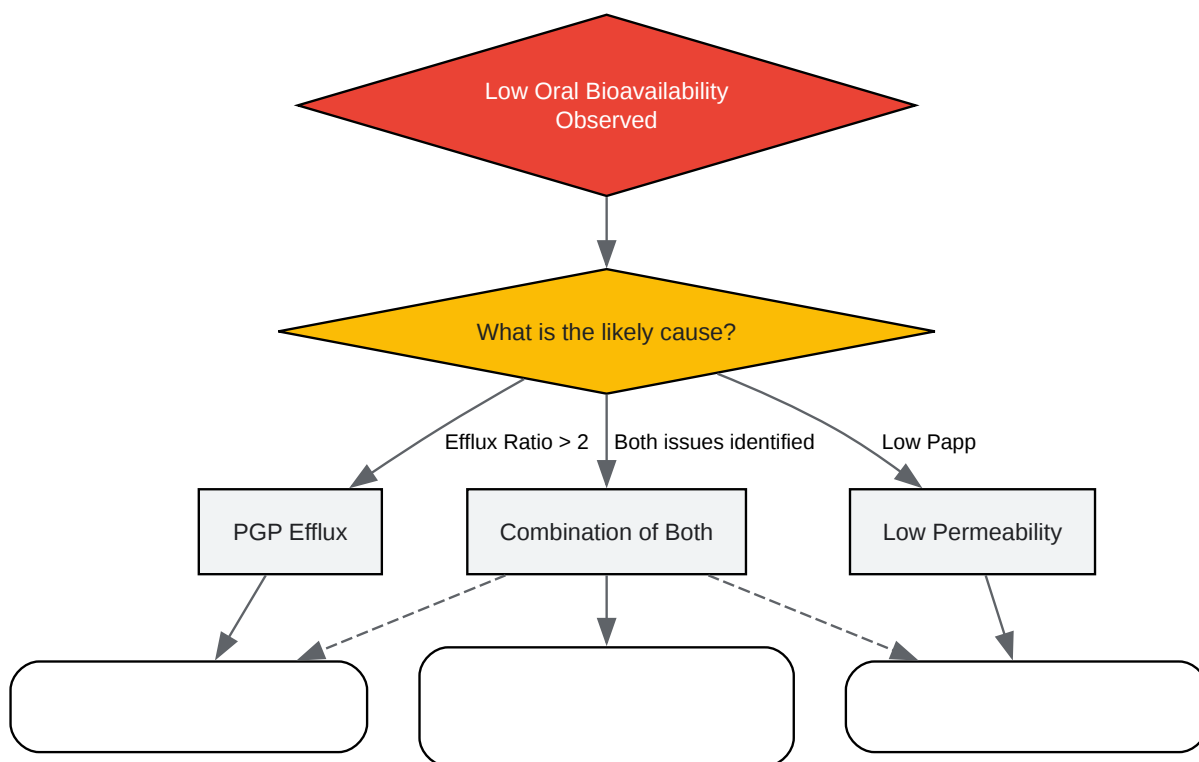 Low Oral Bioavailability
Observed
What is the likely cause?
Efflux Ratio > 2
Both issues identified
Low Papp
PGP Efflux
Combination of Both
Low Permeability